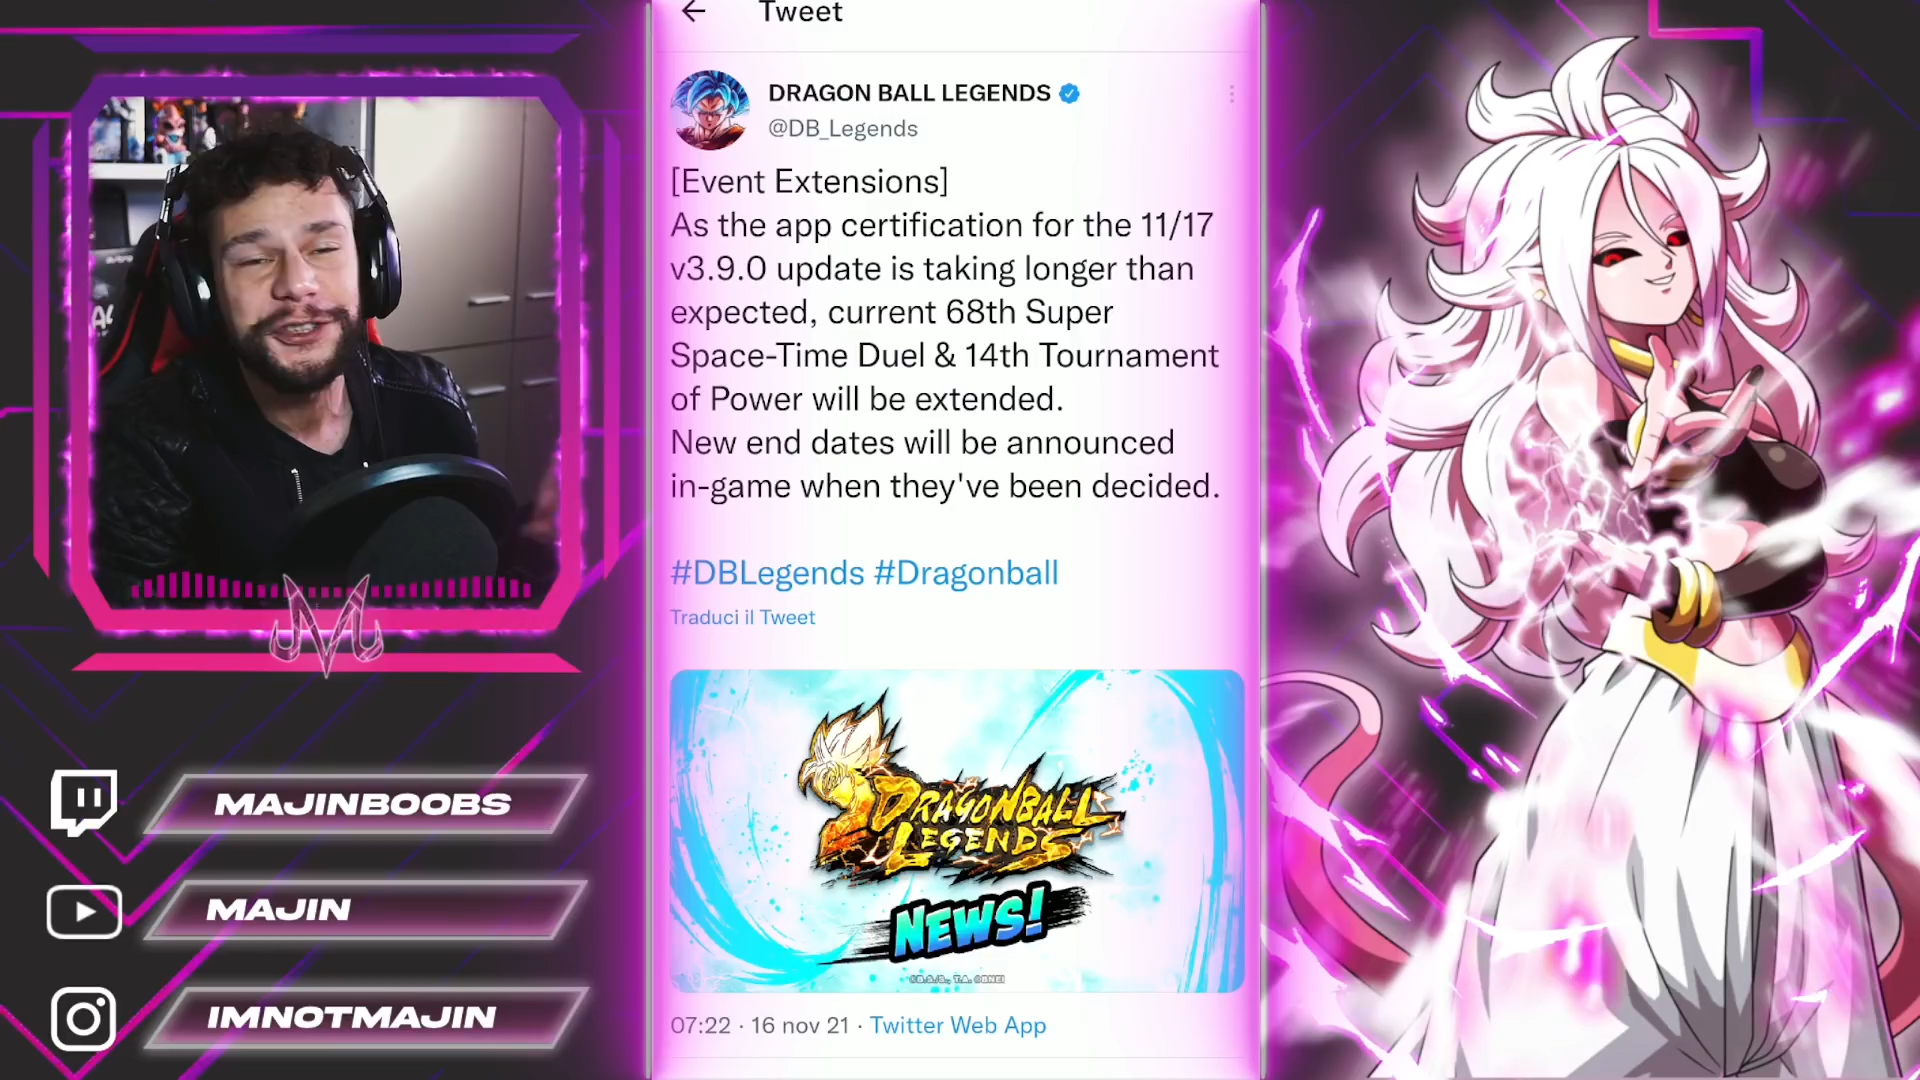 Tweet
DRAGON BALL LEGENDS
@DB_Legends
[Event Extensions]
As the app certification for the 11/17
v3.9.0 update is taking longer than
expected, current 68th Super
Space-Time Duel & 14th Tournament
of Power will be extended.
New end dates will be announced
in-game when they've been decided.
#DBLegends #Dragonball
Traduci il Tweet
DRAGONBALL
LEGENDS
NEWS!
©B.S./S., T.A. ©BNEI
07:22 · 16 nov 21 · Twitter Web App
MAJINBOOBS
MAJIN
IMNOTMAJIN